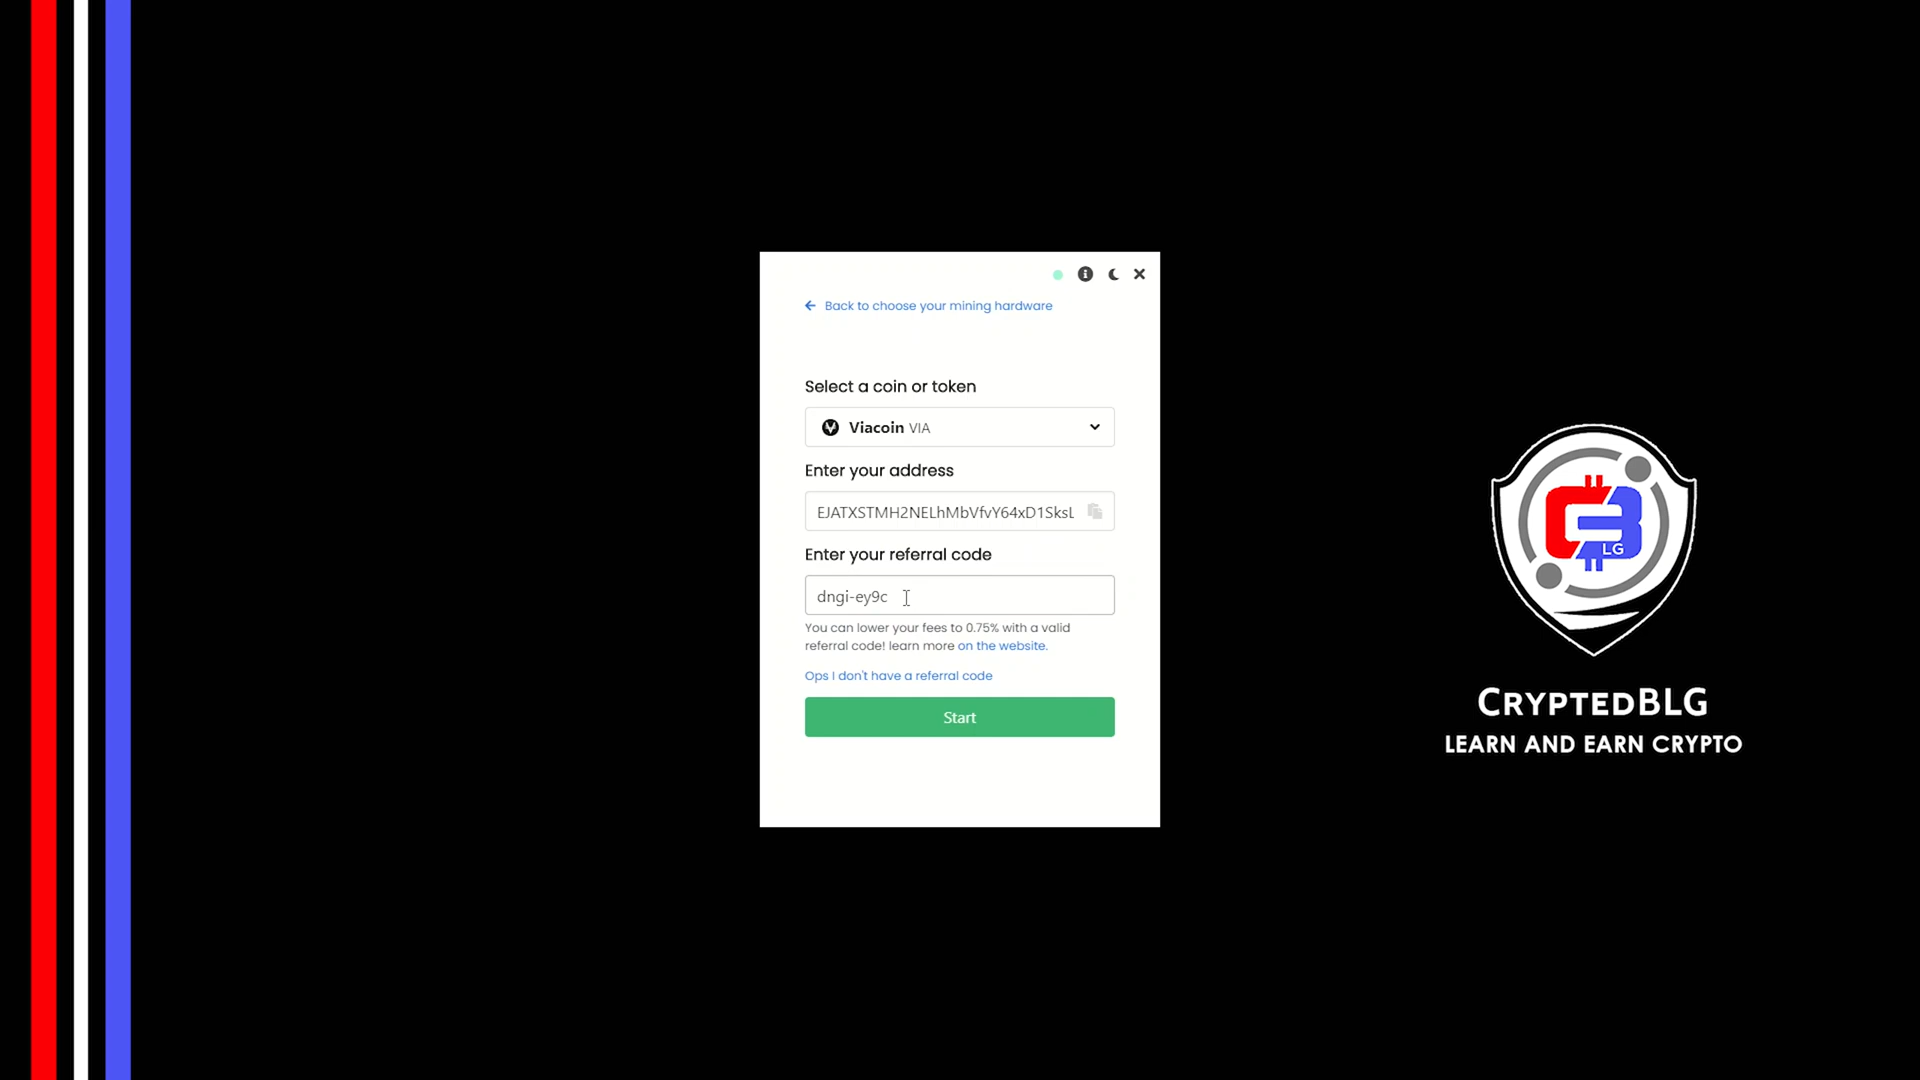 Back to choose your mining hardware
Select a coin or token
Viacoin VIA
Enter your address
EJATXSTMH2NELhMbVfvY64xD1SksL
Enter your referral code
dngi-ey9c
You can lower your fees to 0.75% with a valid
referral code! learn more on the website.
Ops I don't have a referral code
Start
LG
CRYPTEDBLG
LEARN AND EARN CRYPTO